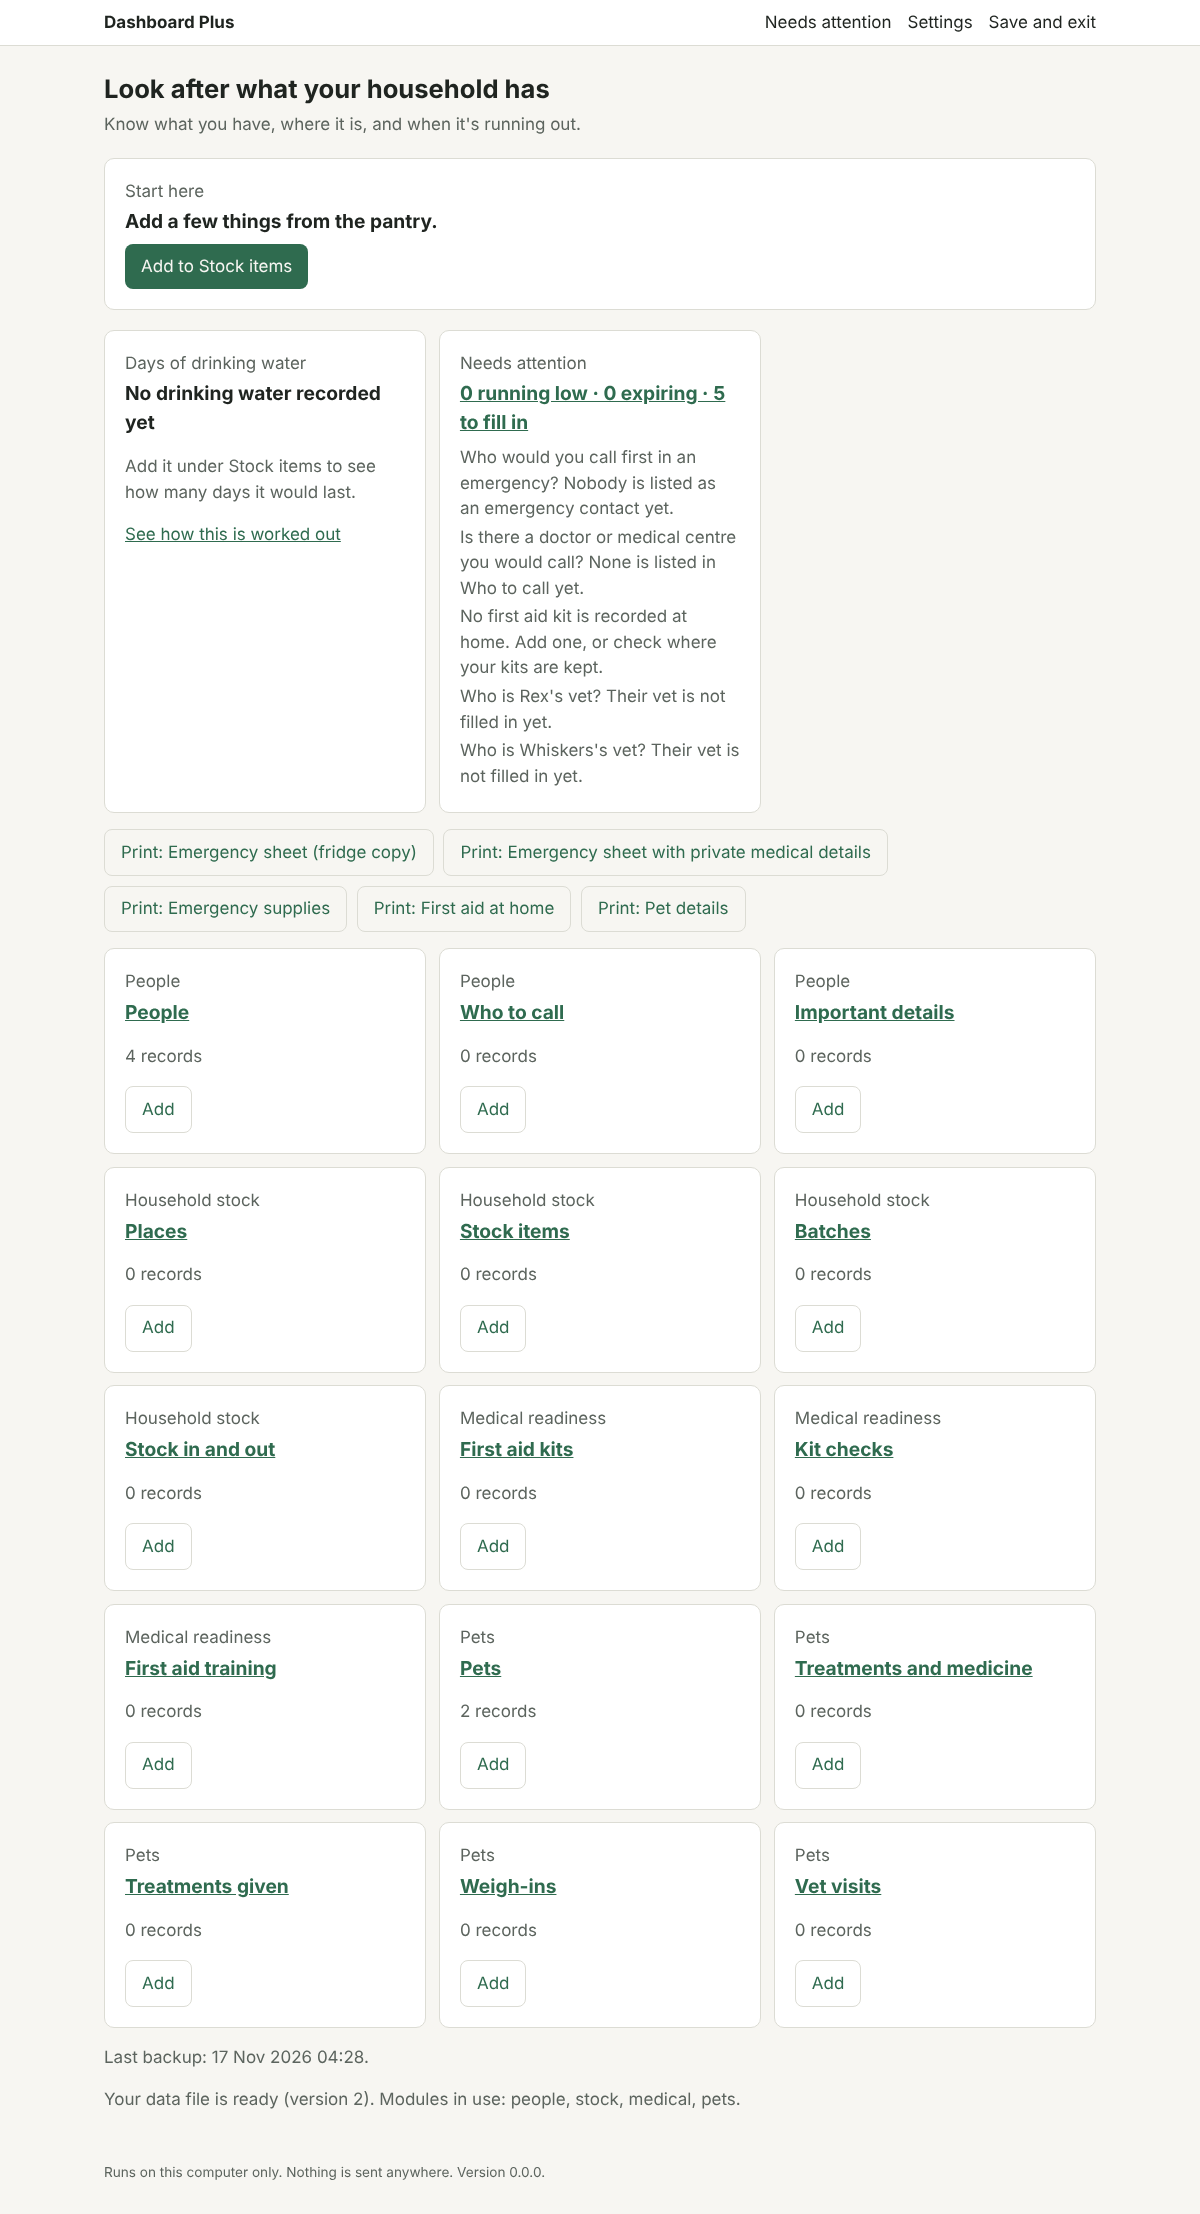 Dashboard Plus
Needs attention Settings Save and exit
Look after what your household has
Know what you have, where it is, and when it's running out.
Start here
Add a few things from the pantry.
Add to Stock items
Days of drinking water
No drinking water recorded
yet
Add it under Stock items to see
how many days it would last.
See how this is worked out
Needs attention
0 running low · 0 expiring · 5
to fill in
Who would you call first in an
emergency? Nobody is listed as
an emergency contact yet.
Is there a doctor or medical centre
you would call? None is listed in
Who to call yet.
No first aid kit is recorded at
home. Add one, or check where
your kits are kept.
Who is Rex's vet? Their vet is not
filled in yet.
Who is Whiskers's vet? Their vet is
not filled in yet.
Print: Emergency sheet (fridge copy)
Print: Emergency sheet with private medical details
Print: Emergency supplies
Print: First aid at home
Print: Pet details
People
People
4 records
Add
People
Who to call
0 records
Add
People
Important details
0 records
Add
Household stock
Places
0 records
Add
Household stock
Stock items
0 records
Add
Household stock
Batches
0 records
Add
Household stock
Stock in and out
0 records
Add
Medical readiness
First aid kits
0 records
Add
Medical readiness
Kit checks
0 records
Add
Medical readiness
First aid training
0 records
Add
Pets
Pets
2 records
Add
Pets
Treatments and medicine
0 records
Add
Pets
Treatments given
0 records
Add
Pets
Weigh-ins
0 records
Add
Pets
Vet visits
0 records
Add
Last backup: 17 Nov 2026 04:28.
Your data file is ready (version 2). Modules in use: people, stock, medical, pets.
Runs on this computer only. Nothing is sent anywhere. Version 0.0.0.